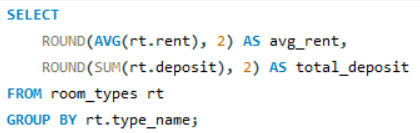 SELECT
    ROUND(AVG(rt.rent), 2) AS avg_rent,
    ROUND(SUM(rt.deposit), 2) AS total_deposit
FROM room_types rt
GROUP BY rt.type_name;